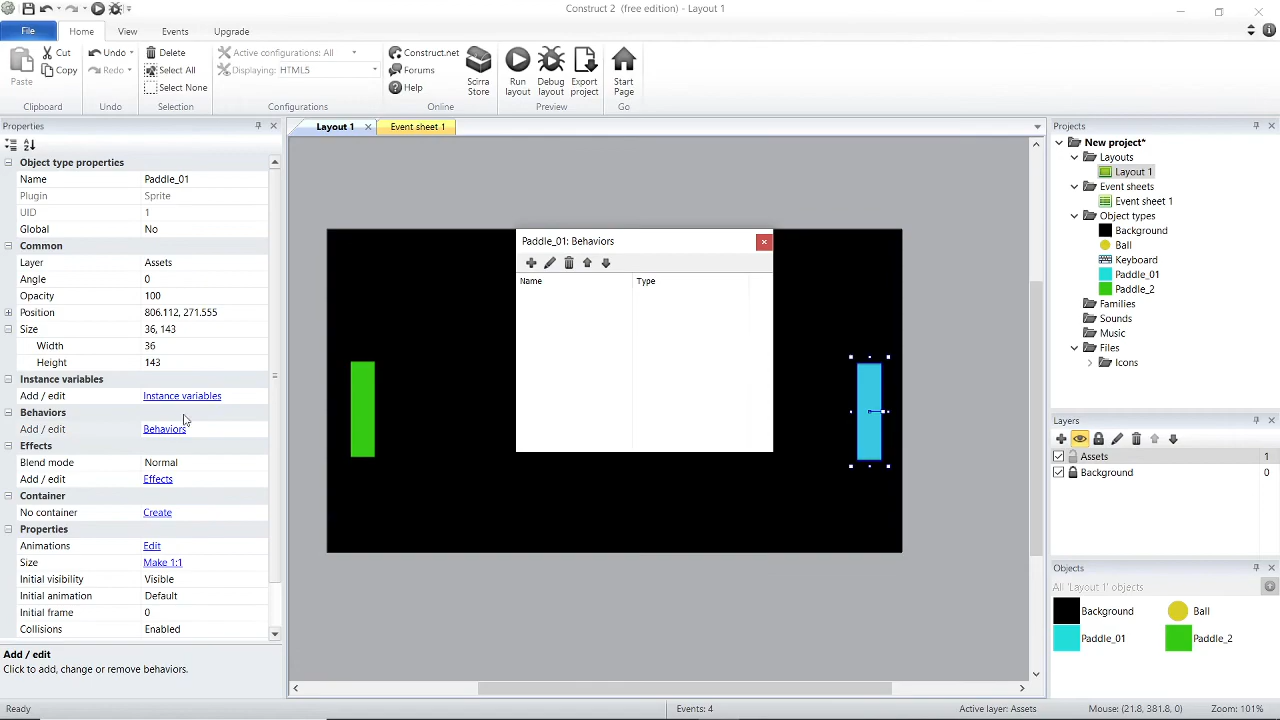 Construct 2 (free edition) - Layout 1
File
Home
View
Events
Upgrade
Paste
Cut
Copy
Clipboard
Undo
Redo
Undo
Delete
Select All
Select None
Selection
Active configurations: All
Displaying: HTML5
Configurations
Construct.net
Forums
Help
Scirra Store
Online
Run layout
Debug layout
Export project
Preview
Start Page
Go
Properties
Object type properties
Name Paddle_01
Plugin Sprite
UID 1
Global No
Common
Layer Assets
Angle 0
Opacity 100
Position 806.112, 271.555
Size 36, 143
Width 36
Height 143
Instance variables
Add / edit Instance variables
Behaviors
Add / edit Behaviors
Effects
Blend mode Normal
Add / edit Effects
Container
No container Create
Properties
Animations Edit
Size Make 1:1
Initial visibility Visible
Initial animation Default
Initial frame 0
Collisions Enabled
Add / edit
Click to add, change or remove behaviors.
Layout 1
Event sheet 1
Paddle_01: Behaviors
Name Type
Projects
New project*
Layouts
Layout 1
Event sheets
Event sheet 1
Object types
Background
Ball
Keyboard
Paddle_01
Paddle_2
Families
Sounds
Music
Files
Icons
Layers
Assets 1
Background 0
Objects
All 'Layout 1' objects
Background Ball
Paddle_01 Paddle_2
Ready
Events: 4
Active layer: Assets
Mouse: (21.8, 381.8, 0)
Zoom: 101%